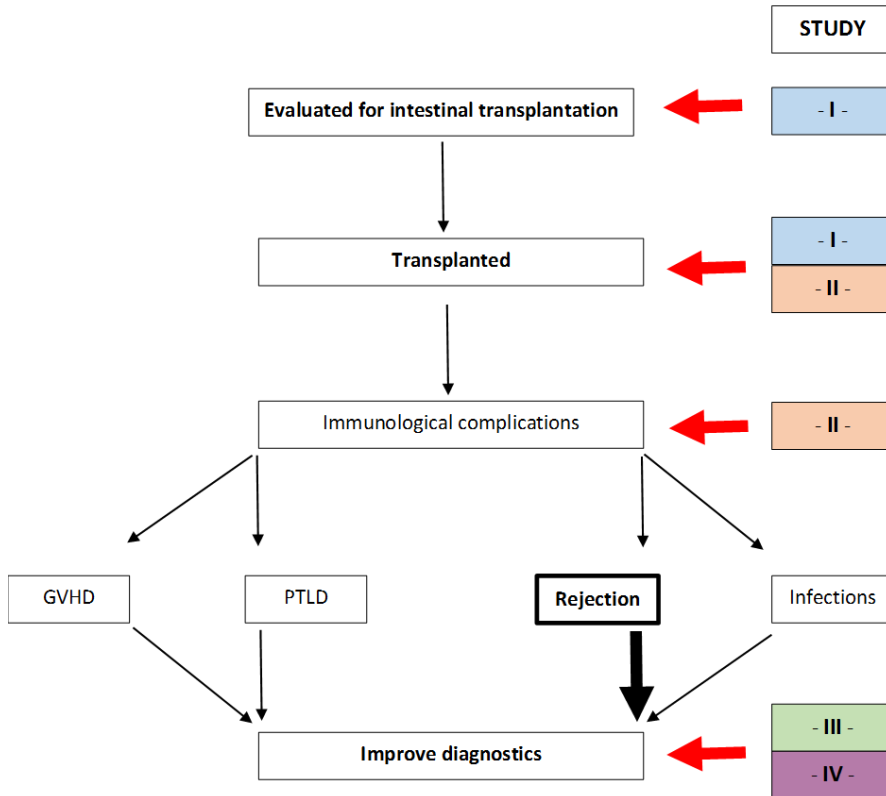 STUDY
Evaluated for intestinal transplantation
- I -
Transplanted
- I -
- II -
Immunological complications
- II -
GVHD
PTLD
Rejection
Infections
Improve diagnostics
- III -
- IV -